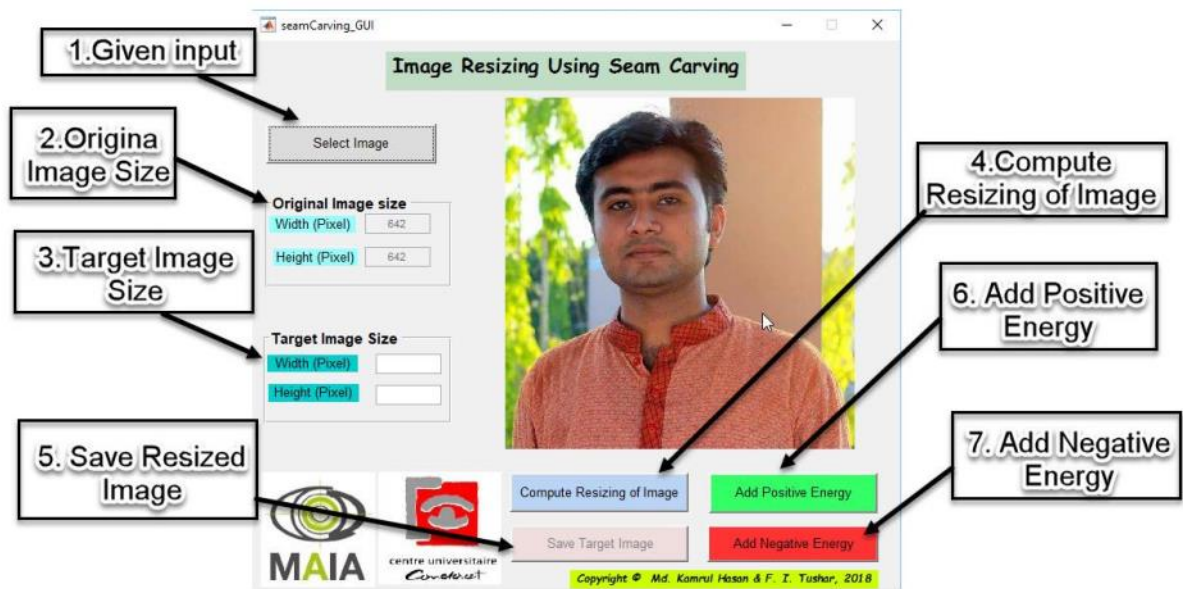 seamCarving_GUI
1.Given input
Image Resizing Using Seam Carving
Select Image
2.Origina
Image Size
Original Image size
Width (Pixel) 642
Height (Pixel) 642
3.Target Image
Size
Target Image Size
Width (Pixel)
Height (Pixel)
4.Compute
Resizing of Image
6. Add Positive
Energy
5. Save Resized
Image
7. Add Negative
Energy
Compute Resizing of Image
Add Positive Energy
Save Target Image
Add Negative Energy
MAIA
centre universitaire
Condorcet
Copyright © Md. Kamrul Hasan & F. I. Tushar, 2018